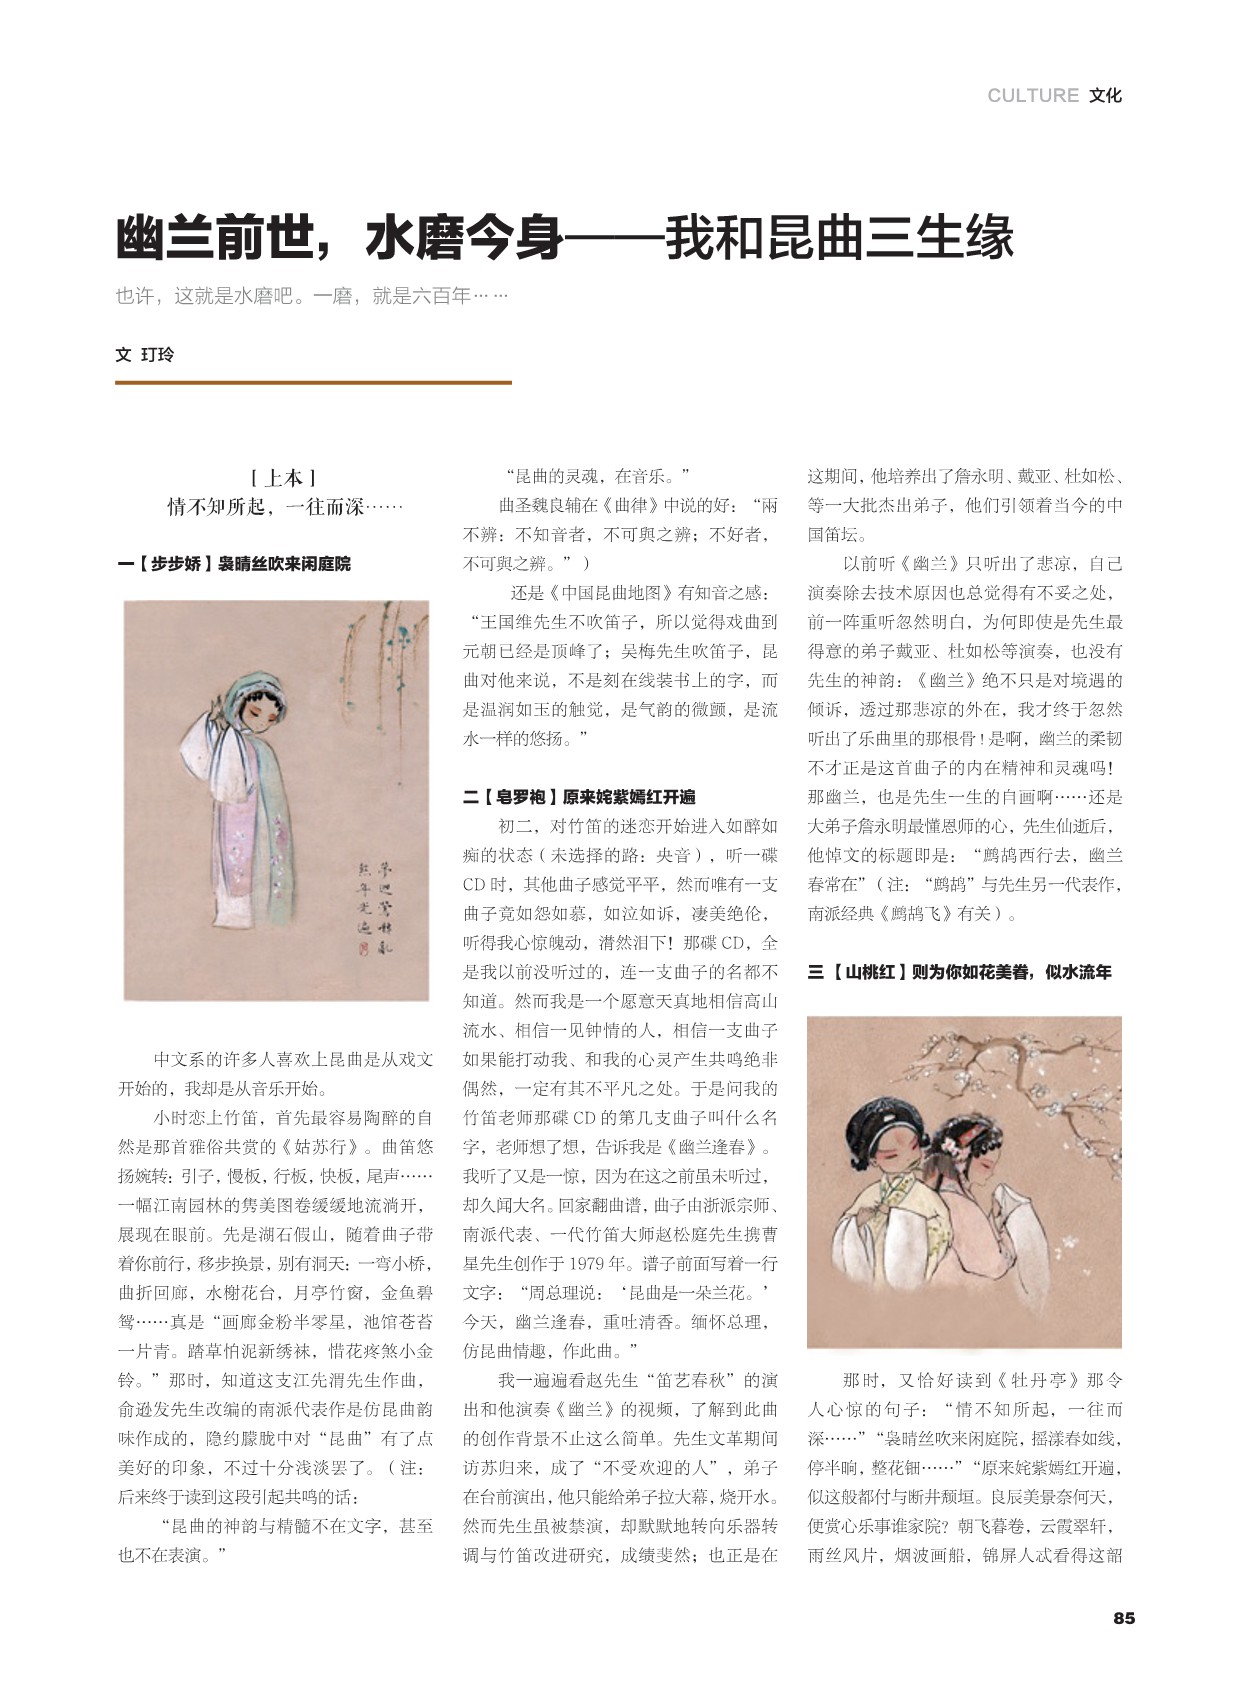 CULTURE 文化
幽兰前世，水磨今身——我和昆曲三生缘
也许，这就是水磨吧。一磨，就是六百年……
文 玎玲
[上本]
情不知所起，一往而深……
一【步步娇】袅晴丝吹来闲庭院
夢迴鶯囀亂
煞年光遍
中文系的许多人喜欢上昆曲是从戏文
开始的，我却是从音乐开始。
小时恋上竹笛，首先最容易陶醉的自
然是那首雅俗共赏的《姑苏行》。曲笛悠
扬婉转：引子，慢板，行板，快板，尾声……
一幅江南园林的隽美图卷缓缓地流淌开，
展现在眼前。先是湖石假山，随着曲子带
着你前行，移步换景，别有洞天：一弯小桥，
曲折回廊，水榭花台，月亭竹窗，金鱼碧
鸳……真是“画廊金粉半零星，池馆苍苔
一片青。踏草怕泥新绣袜，惜花疼煞小金
铃。”那时，知道这支江先渭先生作曲，
俞逊发先生改编的南派代表作是仿昆曲韵
味作成的，隐约朦胧中对“昆曲”有了点
美好的印象，不过十分浅淡罢了。（注：
后来终于读到这段引起共鸣的话：
“昆曲的神韵与精髓不在文字，甚至
也不在表演。”
“昆曲的灵魂，在音乐。”
曲圣魏良辅在《曲律》中说的好：“兩
不辨：不知音者，不可與之辨；不好者，
不可與之辨。”）
还是《中国昆曲地图》有知音之感：
“王国维先生不吹笛子，所以觉得戏曲到
元朝已经是顶峰了；吴梅先生吹笛子，昆
曲对他来说，不是刻在线装书上的字，而
是温润如玉的触觉，是气韵的微颤，是流
水一样的悠扬。”
二【皂罗袍】原来姹紫嫣红开遍
初二，对竹笛的迷恋开始进入如醉如
痴的状态（未选择的路：央音），听一碟
CD时，其他曲子感觉平平，然而唯有一支
曲子竟如怨如慕，如泣如诉，凄美绝伦，
听得我心惊魄动，潸然泪下！那碟CD，全
是我以前没听过的，连一支曲子的名都不
知道。然而我是一个愿意天真地相信高山
流水、相信一见钟情的人，相信一支曲子
如果能打动我、和我的心灵产生共鸣绝非
偶然，一定有其不平凡之处。于是问我的
竹笛老师那碟CD的第几支曲子叫什么名
字，老师想了想，告诉我是《幽兰逢春》。
我听了又是一惊，因为在这之前虽未听过，
却久闻大名。回家翻曲谱，曲子由浙派宗师、
南派代表、一代竹笛大师赵松庭先生携曹
星先生创作于1979年。谱子前面写着一行
文字：“周总理说：‘昆曲是一朵兰花。’
今天，幽兰逢春，重吐清香。缅怀总理，
仿昆曲情趣，作此曲。”
我一遍遍看赵先生“笛艺春秋”的演
出和他演奏《幽兰》的视频，了解到此曲
的创作背景不止这么简单。先生文革期间
访苏归来，成了“不受欢迎的人”，弟子
在台前演出，他只能给弟子拉大幕，烧开水。
然而先生虽被禁演，却默默地转向乐器转
调与竹笛改进研究，成绩斐然；也正是在
这期间，他培养出了詹永明、戴亚、杜如松、
等一大批杰出弟子，他们引领着当今的中
国笛坛。
以前听《幽兰》只听出了悲凉，自己
演奏除去技术原因也总觉得有不妥之处，
前一阵重听忽然明白，为何即使是先生最
得意的弟子戴亚、杜如松等演奏，也没有
先生的神韵：《幽兰》绝不只是对境遇的
倾诉，透过那悲凉的外在，我才终于忽然
听出了乐曲里的那根骨！是啊，幽兰的柔韧
不才正是这首曲子的内在精神和灵魂吗！
那幽兰，也是先生一生的自画啊……还是
大弟子詹永明最懂恩师的心，先生仙逝后，
他悼文的标题即是：“鹧鸪西行去，幽兰
春常在”（注：“鹧鸪”与先生另一代表作，
南派经典《鹧鸪飞》有关）。
三 【山桃红】则为你如花美眷，似水流年
那时，又恰好读到《牡丹亭》那令
人心惊的句子：“情不知所起，一往而
深……”“袅晴丝吹来闲庭院，摇漾春如线，
停半晌，整花钿……”“原来姹紫嫣红开遍，
似这般都付与断井颓垣。良辰美景奈何天，
便赏心乐事谁家院？朝飞暮卷，云霞翠轩，
雨丝风片，烟波画船，锦屏人忒看得这韶
85